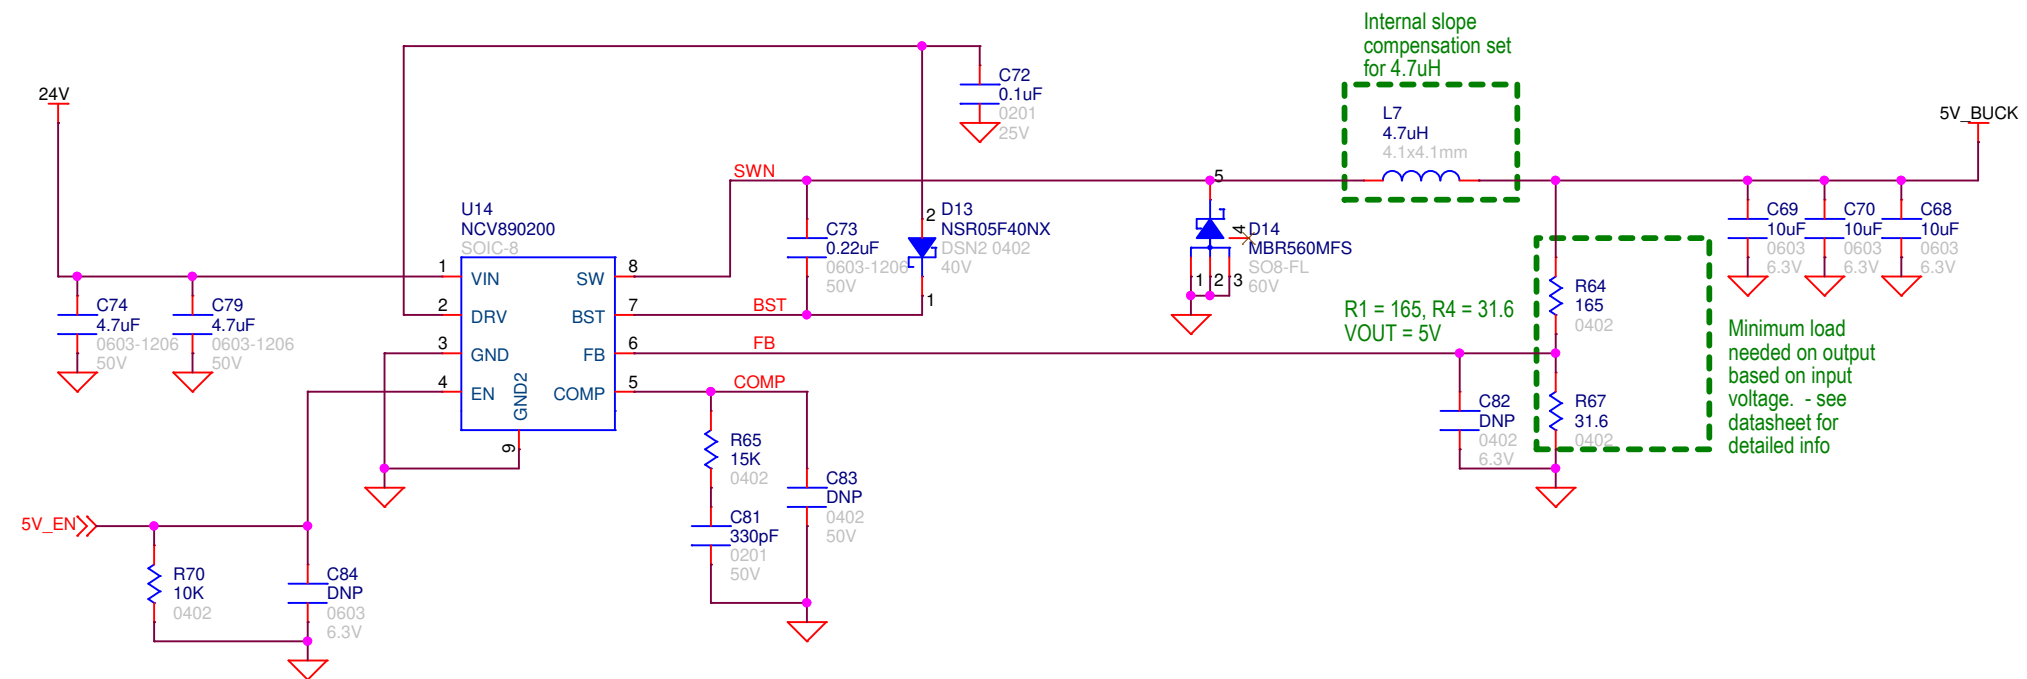 Internal slope
compensation set
for 4.7uH
24V
C72
0.1uF
0201
25V
L7
4.7uH
4.1x4.1mm
5V_BUCK
SWN
5
U14
NCV890200
SOIC-8
C73
0.22uF
0603-1206
50V
2
D13
NSR05F40NX
DSN2 0402
40V
1
4
D14
MBR560MFS
SO8-FL
60V
1
2
3
C69
10uF
0603
6.3V
C70
10uF
0603
6.3V
C68
10uF
0603
6.3V
1
VIN
SW
8
2
DRV
BST
7
BST
3
GND
FB
6
FB
4
EN
COMP
5
COMP
GND2
9
C74
4.7uF
0603-1206
50V
C79
4.7uF
0603-1206
50V
R1 = 165, R4 = 31.6
VOUT = 5V
R64
165
0402
Minimum load
needed on output
based on input
voltage. - see
datasheet for
detailed info
C82
DNP
0402
6.3V
R67
31.6
0402
R65
15K
0402
C83
DNP
0402
50V
C81
330pF
0201
50V
5V_EN
R70
10K
0402
C84
DNP
0603
6.3V